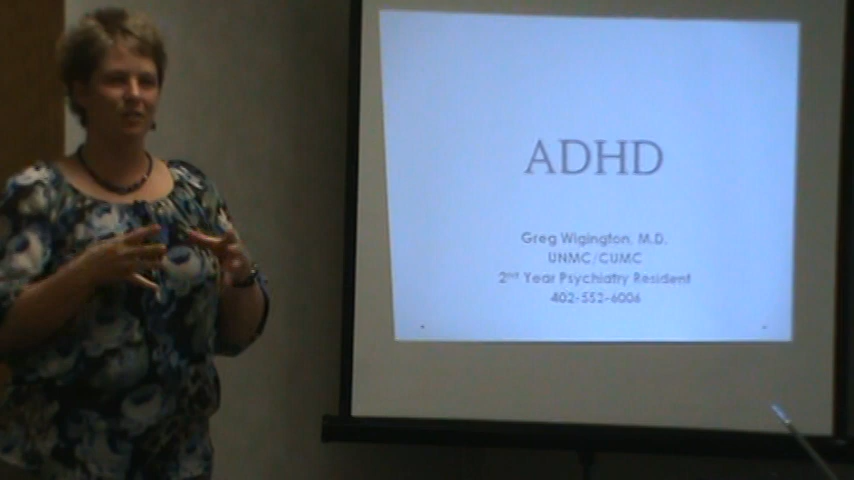 ADHD
Greg Wigington, M.D.
UNMC/CUMC
2nd Year Psychiatry Resident
402-552-6006